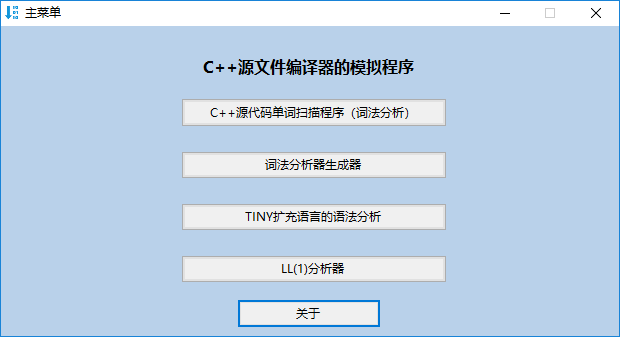 主菜单
C++源文件编译器的模拟程序
C++源代码单词扫描程序（词法分析）
词法分析器生成器
TINY扩充语言的语法分析
LL(1)分析器
关于